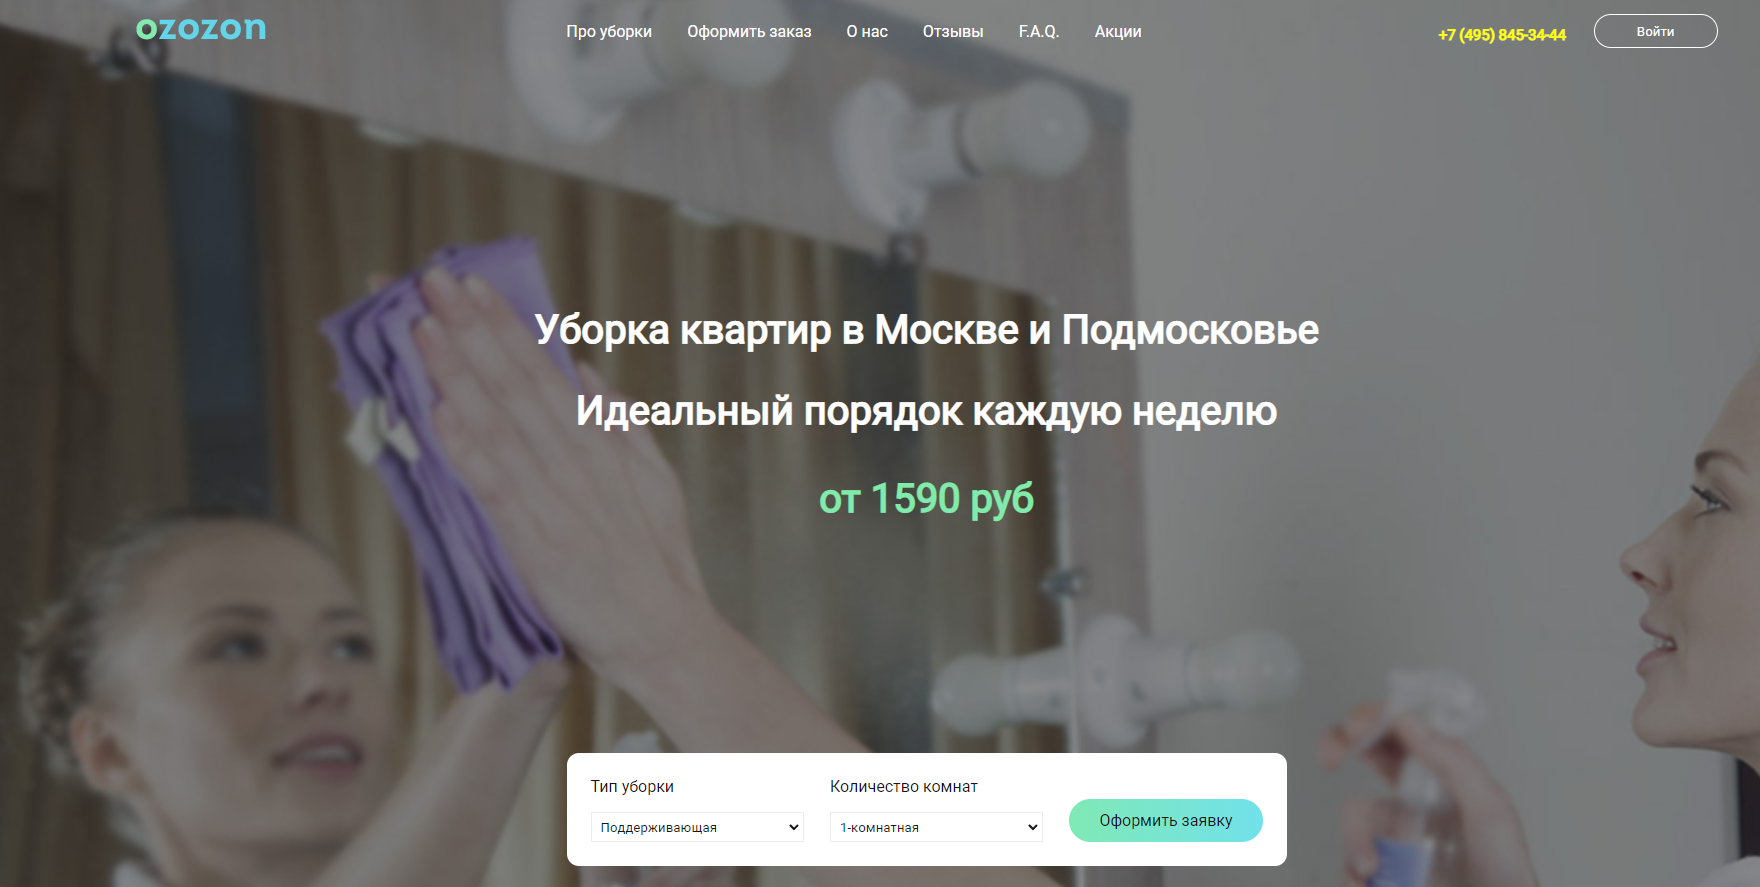 ozozon
Про уборки Оформить заказ О нас Отзывы F.A.Q. Акции
+7 (495) 845-34-44
Войти
Уборка квартир в Москве и Подмосковье
Идеальный порядок каждую неделю
от 1590 руб
Тип уборки
Поддерживающая
Количество комнат
1-комнатная
Оформить заявку